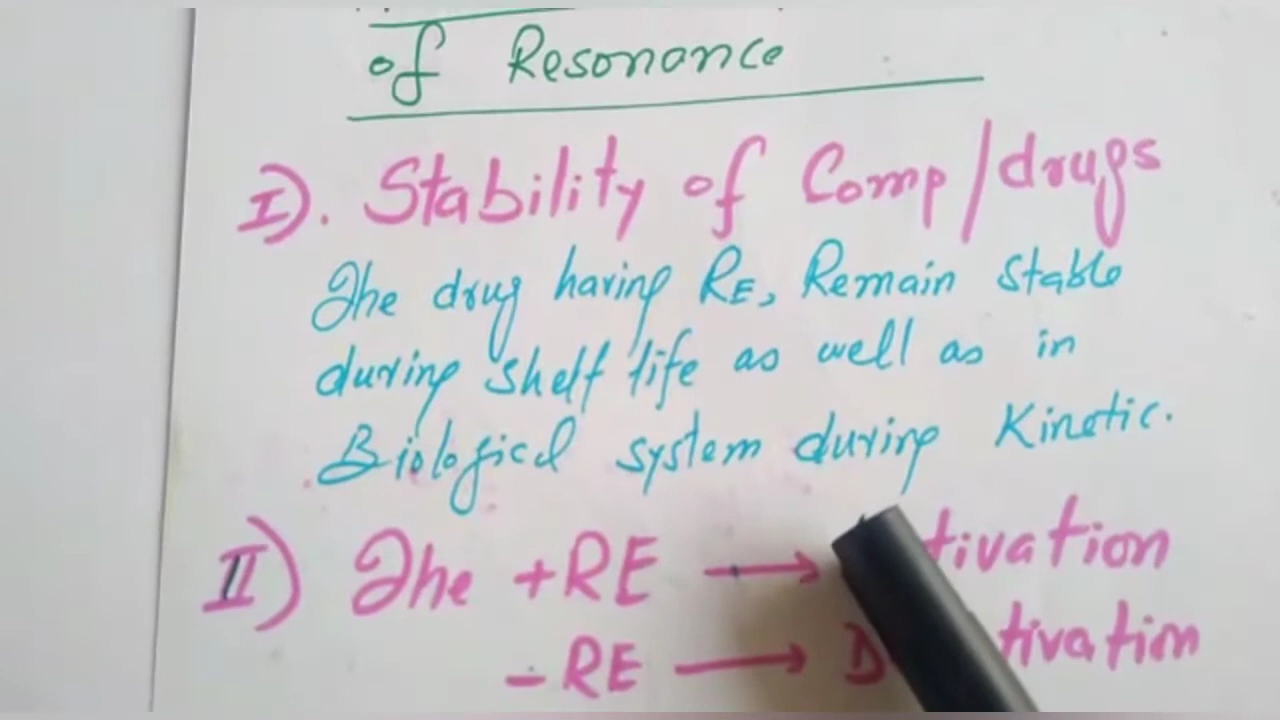 of Resonance
I). Stability of Comp/drugs
The drug having RE, Remain stable
during shelf life as well as in
Biological system during Kinetic.
II) The +RE → tivation
-RE → D tivation